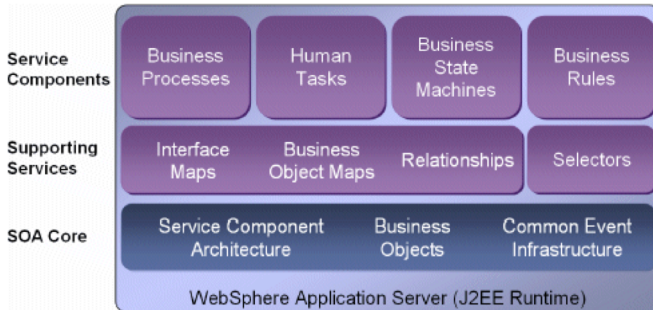 Service
Components
Business
Processes
Human
Tasks
Business
State
Machines
Business
Rules
Supporting
Services
Interface
Maps
Business
Object Maps
Relationships
Selectors
SOA Core
Service Component
Architecture
Business
Objects
Common Event
Infrastructure
WebSphere Application Server (J2EE Runtime)